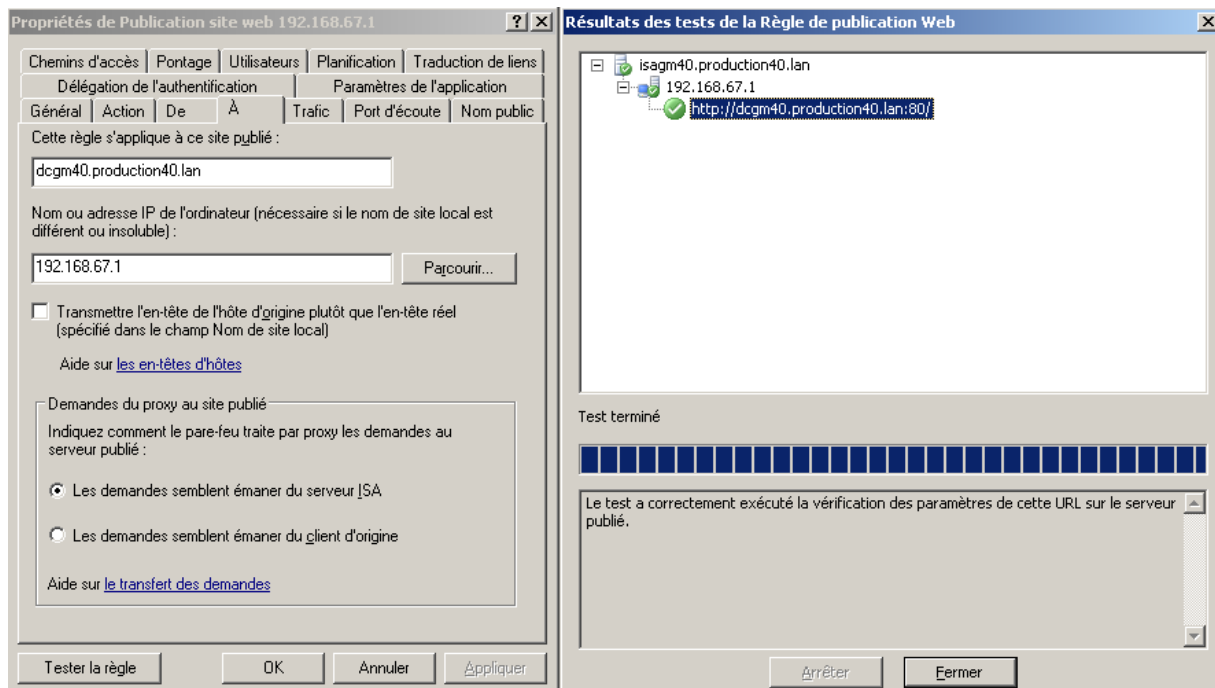 Propriétés de Publication site web 192.168.67.1
Chemins d'accès Pontage Utilisateurs Planification Traduction de liens
Délégation de l'authentification Paramètres de l'application
Général Action De À Trafic Port d'écoute Nom public
Cette règle s'applique à ce site publié :
dcgm40.production40.lan
Nom ou adresse IP de l'ordinateur (nécessaire si le nom de site local est
différent ou insoluble) :
192.168.67.1
Parcourir...
Transmettre l'en-tête de l'hôte d'origine plutôt que l'en-tête réel
(spécifié dans le champ Nom de site local)
Aide sur les en-têtes d'hôtes
Demandes du proxy au site publié
Indiquez comment le pare-feu traite par proxy les demandes au
serveur publié :
Les demandes semblent émaner du serveur ISA
Les demandes semblent émaner du client d'origine
Aide sur le transfert des demandes
Tester la règle OK Annuler Appliquer
Résultats des tests de la Règle de publication Web
isagm40.production40.lan
192.168.67.1
http://dcgm40.production40.lan:80/
Test terminé
Le test a correctement exécuté la vérification des paramètres de cette URL sur le serveur
publié.
Arrêter Fermer